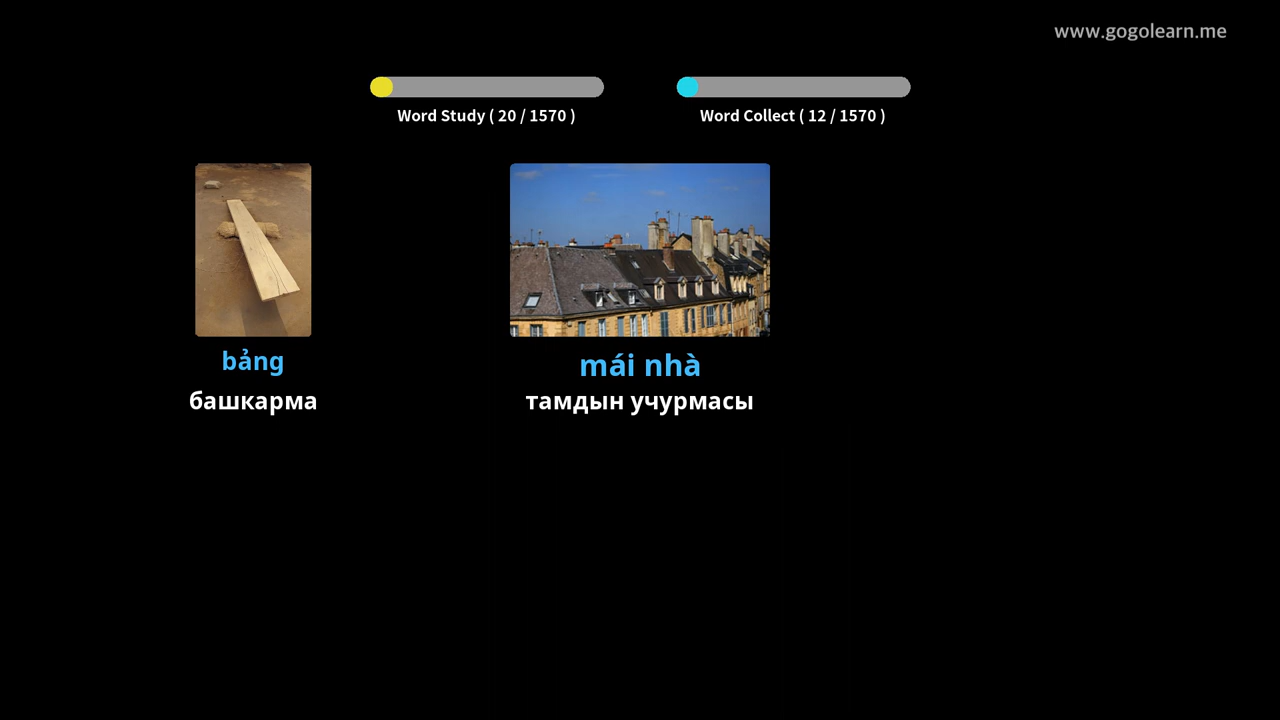 www.gogolearn.me
Word Study ( 20 / 1570 )
Word Collect ( 12 / 1570 )
bảng
башкарма
mái nhà
тамдын учурмасы